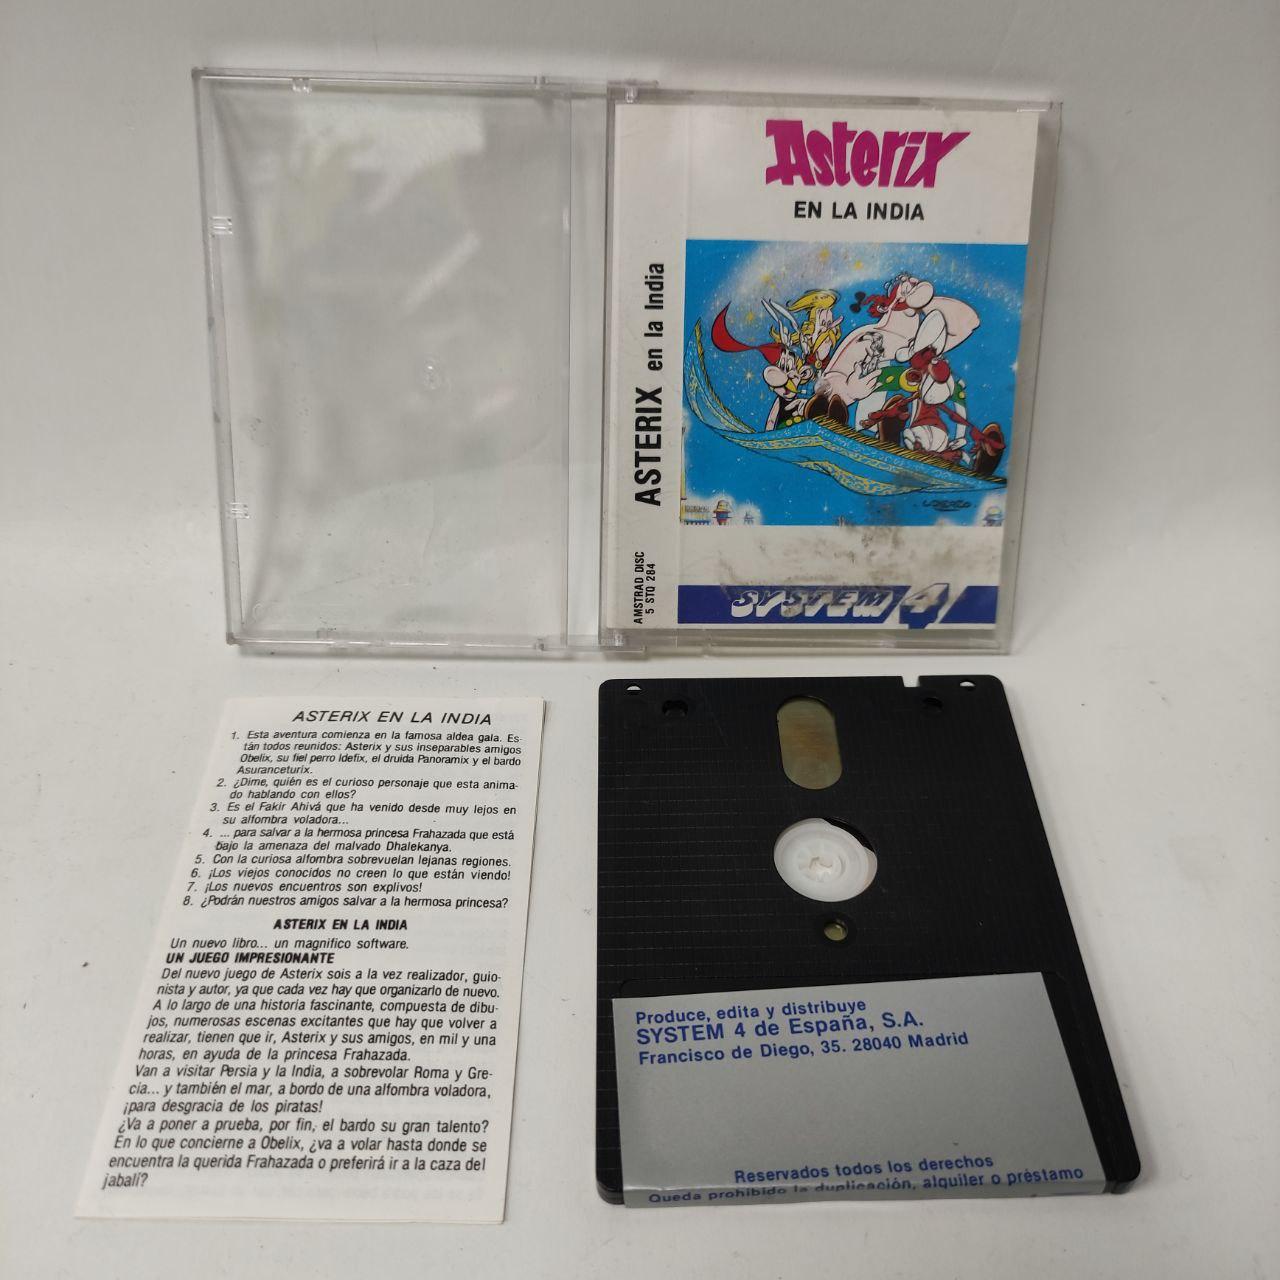 Asterix
EN LA INDIA
ASTERIX en la India
AMSTRAD DISC
5 STQ 284
UDERZO
SYSTEM 4
ASTERIX EN LA INDIA
1. Esta aventura comienza en la famosa aldea gala. Es-
tán todos reunidos: Asterix y sus inseparables amigos
Obelix, su fiel perro Idefix, el druida Panoramix y el bardo
Asuranceturix.
2. ¿Dime, quién es el curioso personaje que esta anima-
do hablando con ellos?
3. Es el Fakir Ahivá que ha venido desde muy lejos en
su alfombra voladora...
4. ... para salvar a la hermosa princesa Frahazada que está
bajo la amenaza del malvado Dhalekanya.
5. Con la curiosa alfombra sobrevuelan lejanas regiones.
6. ¡Los viejos conocidos no creen lo que están viendo!
7. ¡Los nuevos encuentros son explivos!
8. ¿Podrán nuestros amigos salvar a la hermosa princesa?
ASTERIX EN LA INDIA
Un nuevo libro... un magnifico software.
UN JUEGO IMPRESIONANTE
Del nuevo juego de Asterix sois a la vez realizador, guio-
nista y autor, ya que cada vez hay que organizarlo de nuevo.
A lo largo de una historia fascinante, compuesta de dibu-
jos, numerosas escenas excitantes que hay que volver a
realizar, tienen que ir, Asterix y sus amigos, en mil y una
horas, en ayuda de la princesa Frahazada.
Van a visitar Persia y la India, a sobrevolar Roma y Gre-
cia... y también el mar, a bordo de una alfombra voladora,
¡para desgracia de los piratas!
¿Va a poner a prueba, por fin, el bardo su gran talento?
En lo que concierne a Obelix, ¿va a volar hasta donde se
encuentra la querida Frahazada o preferirá ir a la caza del
jabalí?
Produce, edita y distribuye
SYSTEM 4 de España, S.A.
Francisco de Diego, 35. 28040 Madrid
Reservados todos los derechos
Queda prohibido la duplicación, alquiler o préstamo